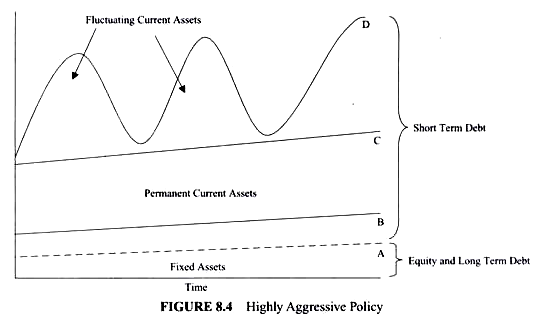 Fluctuating Current Assets
D
Short Term Debt
C
Permanent Current Assets
B
A
Equity and Long Term Debt
Fixed Assets
Time
FIGURE 8.4 Highly Aggressive Policy